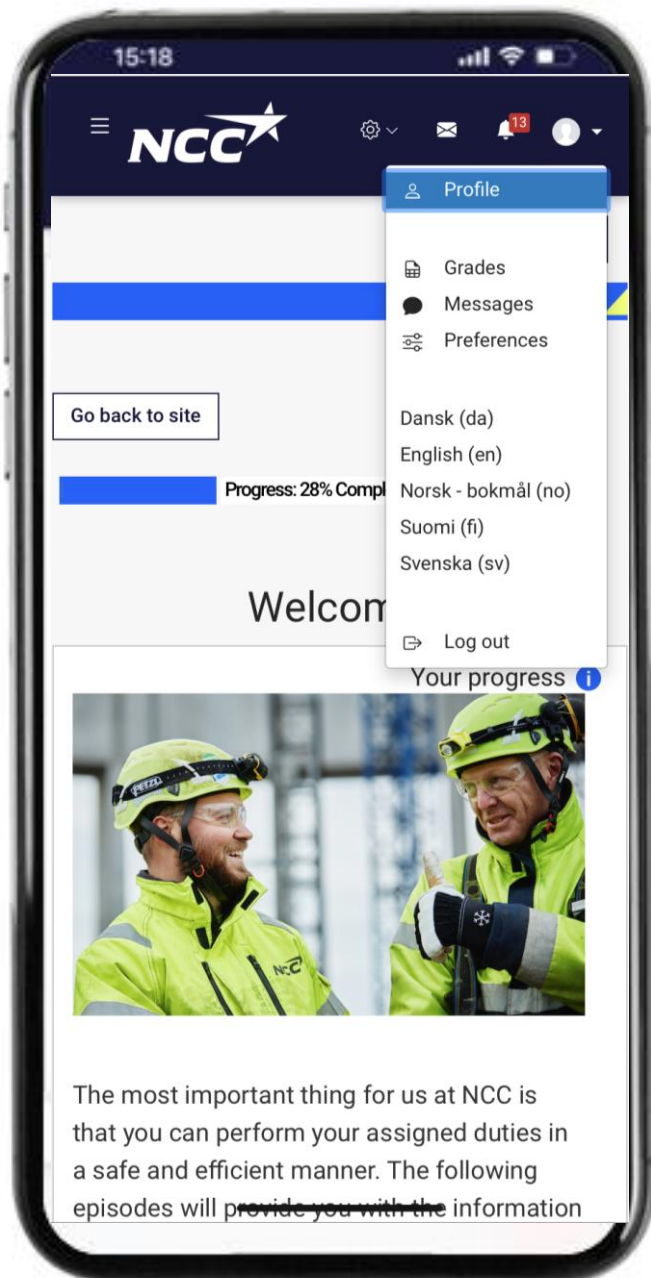 15:18
NCC
13
Profile
Grades
Messages
Preferences
Go back to site
Dansk (da)
English (en)
Norsk - bokmål (no)
Suomi (fi)
Svenska (sv)
Progress: 28% Compl
Log out
Welcom
Your progress
PETZL
NCC
The most important thing for us at NCC is
that you can perform your assigned duties in
a safe and efficient manner. The following
episodes will provide you with the information